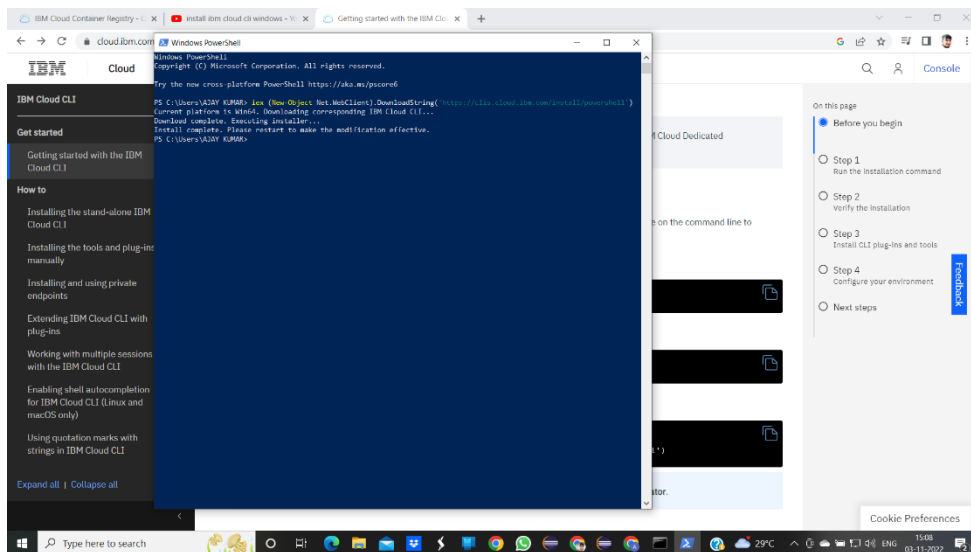 IBM Cloud Container Registry - C
install ibm cloud cli windows - Yo
Getting started with the IBM Clo
cloud.ibm.com
IBM Cloud
Console
Windows PowerShell
Windows PowerShell
Copyright (C) Microsoft Corporation. All rights reserved.
Try the new cross-platform PowerShell https://aka.ms/pscore6
PS C:\Users\AJAY KUMAR> iex (New-Object Net.WebClient).DownloadString('https://clis.cloud.ibm.com/install/powershell')
Current platform is Win64. Downloading corresponding IBM Cloud CLI...
Download complete. Executing installer...
Install complete. Please restart to make the modification effective.
PS C:\Users\AJAY KUMAR>
IBM Cloud CLI
Get started
Getting started with the IBM
Cloud CLI
How to
Installing the stand-alone IBM
Cloud CLI
Installing the tools and plug-ins
manually
Installing and using private
endpoints
Extending IBM Cloud CLI with
plug-ins
Working with multiple sessions
with the IBM Cloud CLI
Enabling shell autocompletion
for IBM Cloud CLI (Linux and
macOS only)
Using quotation marks with
strings in IBM Cloud CLI
Expand all | Collapse all
Cloud Dedicated
e on the command line to
')
ator.
On this page
Before you begin
Step 1
Run the installation command
Step 2
Verify the installation
Step 3
Install CLI plug-ins and tools
Step 4
Configure your environment
Next steps
Feedback
Cookie Preferences
Type here to search
29°C
ENG
15:08
03-11-2022